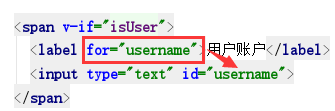 <span v-if="isUser">
<label for="username">用户账户</label>
<input type="text" id="username">
</span>